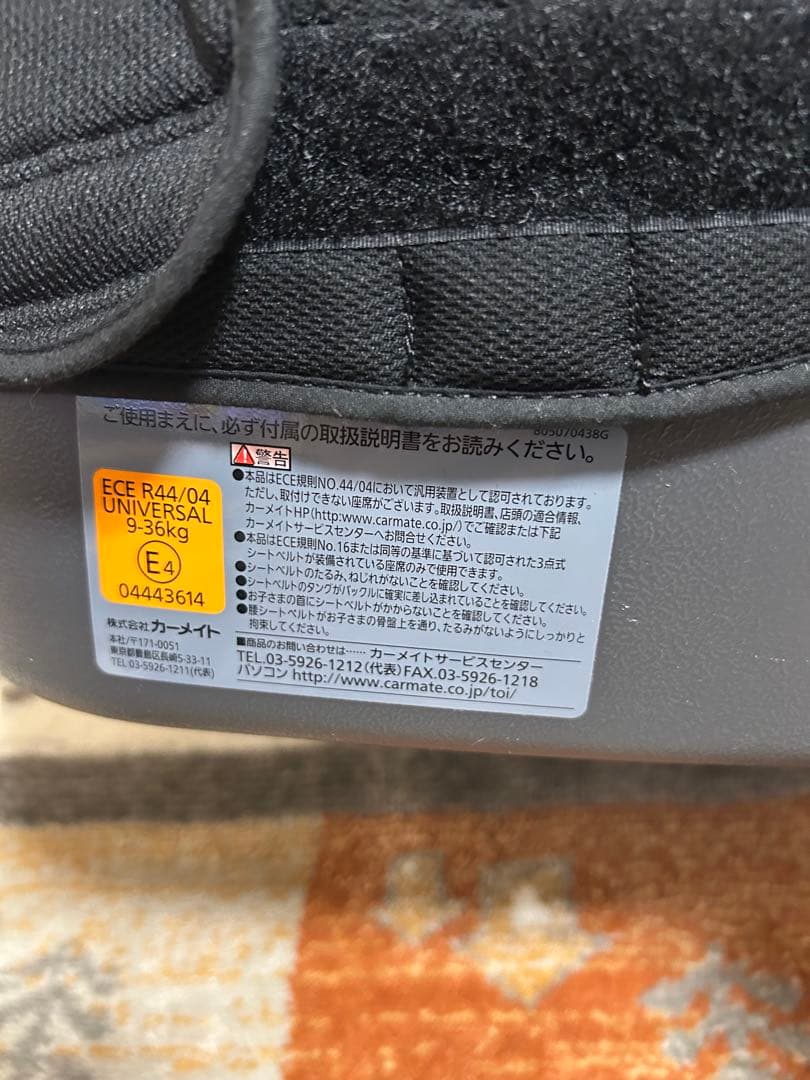 ご使用まえに、必ず付属の取扱説明書をお読みください。
805070438G
警告
●本品はECE規則NO.44/04において汎用装置として認可されております。
ただし、取付けできない座席がございます。取扱説明書、店頭の適合情報、
カーメイトHP(http:www.carmate.co.jp/)でご確認または下記
カーメイトサービスセンターへお問合せください。
●本品はECE規則No.16または同等の基準に基づいて認可された3点式
シートベルトが装備されている座席のみで使用できます。
●シートベルトのたるみ、ねじれがないことを確認してください。
●シートベルトのタングがバックルに確実に差し込まれていることを確認してください。
●お子さまの首にシートベルトがかからないことを確認してください。
●腰シートベルトがお子さまの骨盤上を通り、たるみがないようにしっかりと
拘束してください。
■商品のお問い合わせは…… カーメイトサービスセンター
TEL.03-5926-1212(代表)FAX.03-5926-1218
パソコン http://www.carmate.co.jp/toi/
ECE R44/04
UNIVERSAL
9-36kg
E4
04443614
株式会社 カーメイト
本社/〒171-0051
東京都豊島区長崎5-33-11
TEL.03-5926-1211(代表)